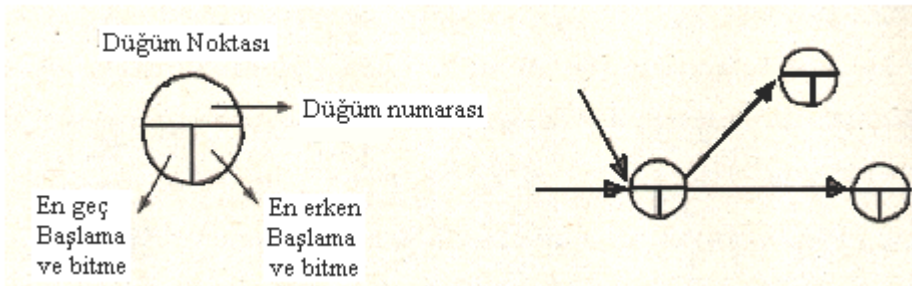 Düğüm Noktası
Düğüm numarası
En geç
Başlama
ve bitme
En erken
Başlama
ve bitme